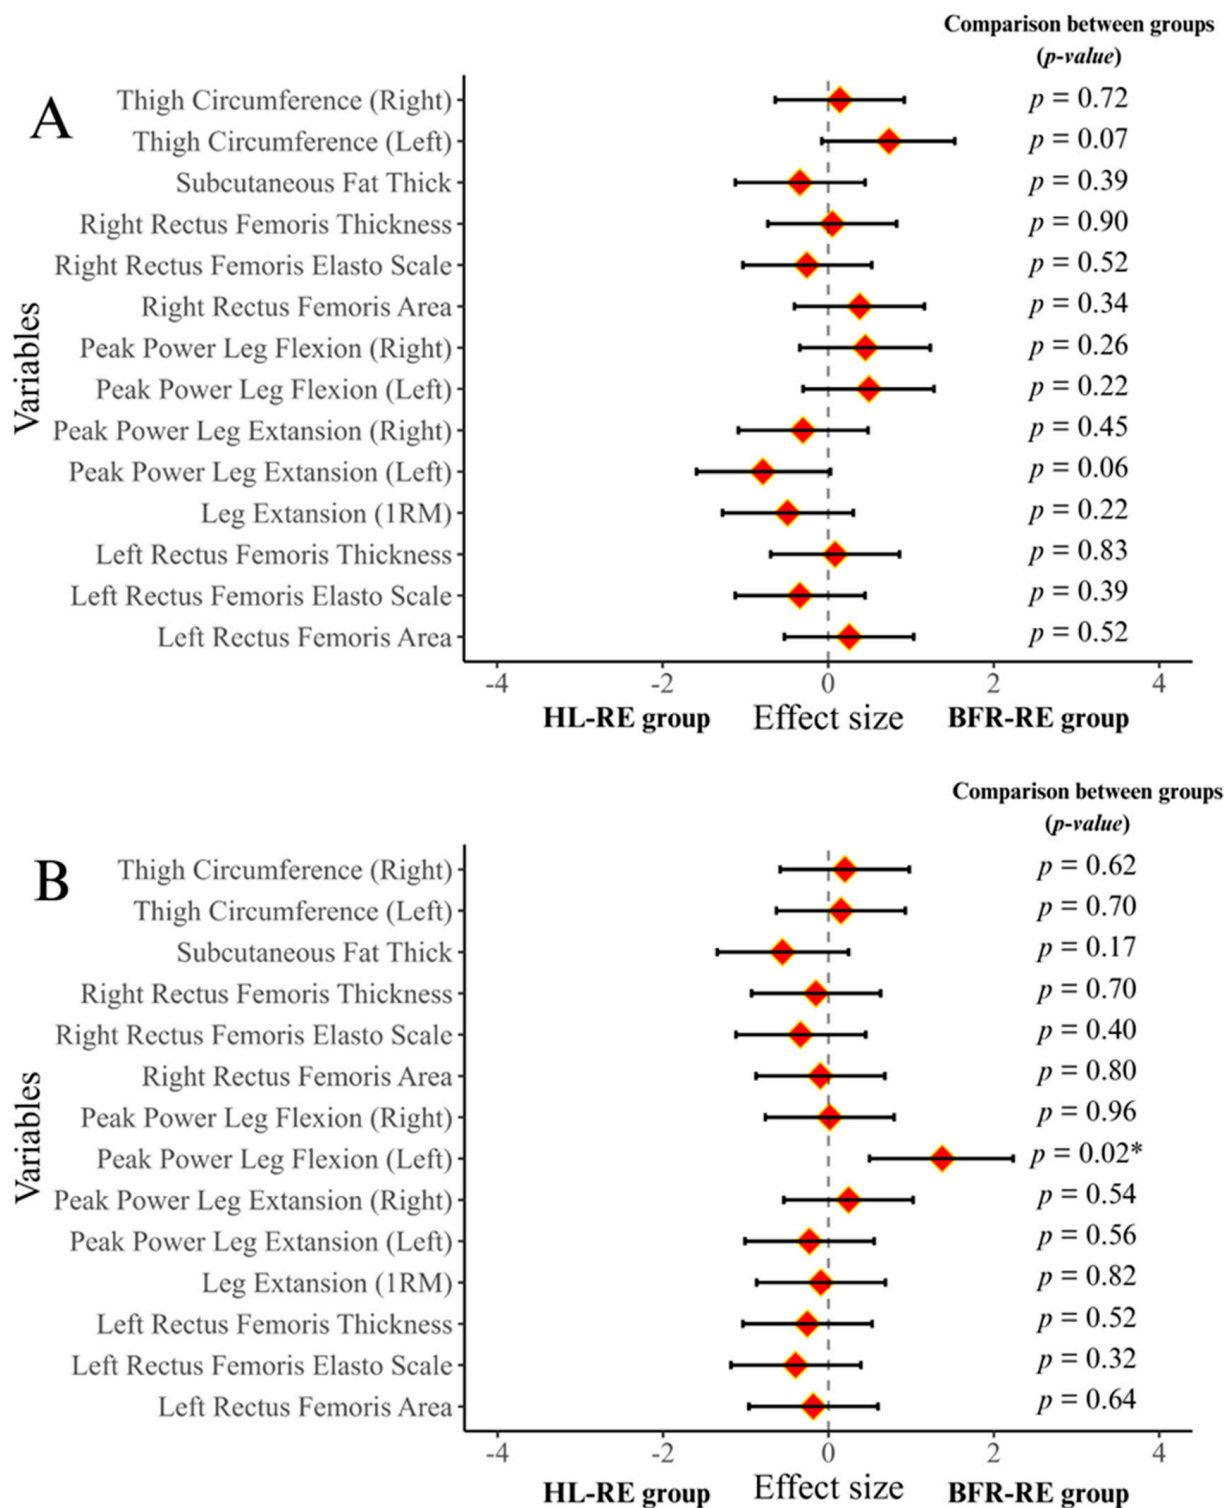 Comparison between groups
(p-value)
A
Thigh Circumference (Right) p = 0.72
Thigh Circumference (Left) p = 0.07
Subcutaneous Fat Thick p = 0.39
Right Rectus Femoris Thickness p = 0.90
Right Rectus Femoris Elasto Scale p = 0.52
Right Rectus Femoris Area p = 0.34
Peak Power Leg Flexion (Right) p = 0.26
Peak Power Leg Flexion (Left) p = 0.22
Peak Power Leg Extension (Right) p = 0.45
Peak Power Leg Extension (Left) p = 0.06
Leg Extansion (1RM) p = 0.22
Left Rectus Femoris Thickness p = 0.83
Left Rectus Femoris Elasto Scale p = 0.39
Left Rectus Femoris Area p = 0.52
Variables
-4 -2 0 2 4
HL-RE group Effect size BFR-RE group
Comparison between groups
(p-value)
B
Thigh Circumference (Right) p = 0.62
Thigh Circumference (Left) p = 0.70
Subcutaneous Fat Thick p = 0.17
Right Rectus Femoris Thickness p = 0.70
Right Rectus Femoris Elasto Scale p = 0.40
Right Rectus Femoris Area p = 0.80
Peak Power Leg Flexion (Right) p = 0.96
Peak Power Leg Flexion (Left) p = 0.02*
Peak Power Leg Extension (Right) p = 0.54
Peak Power Leg Extension (Left) p = 0.56
Leg Extansion (1RM) p = 0.82
Left Rectus Femoris Thickness p = 0.52
Left Rectus Femoris Elasto Scale p = 0.32
Left Rectus Femoris Area p = 0.64
Variables
-4 -2 0 2 4
HL-RE group Effect size BFR-RE group